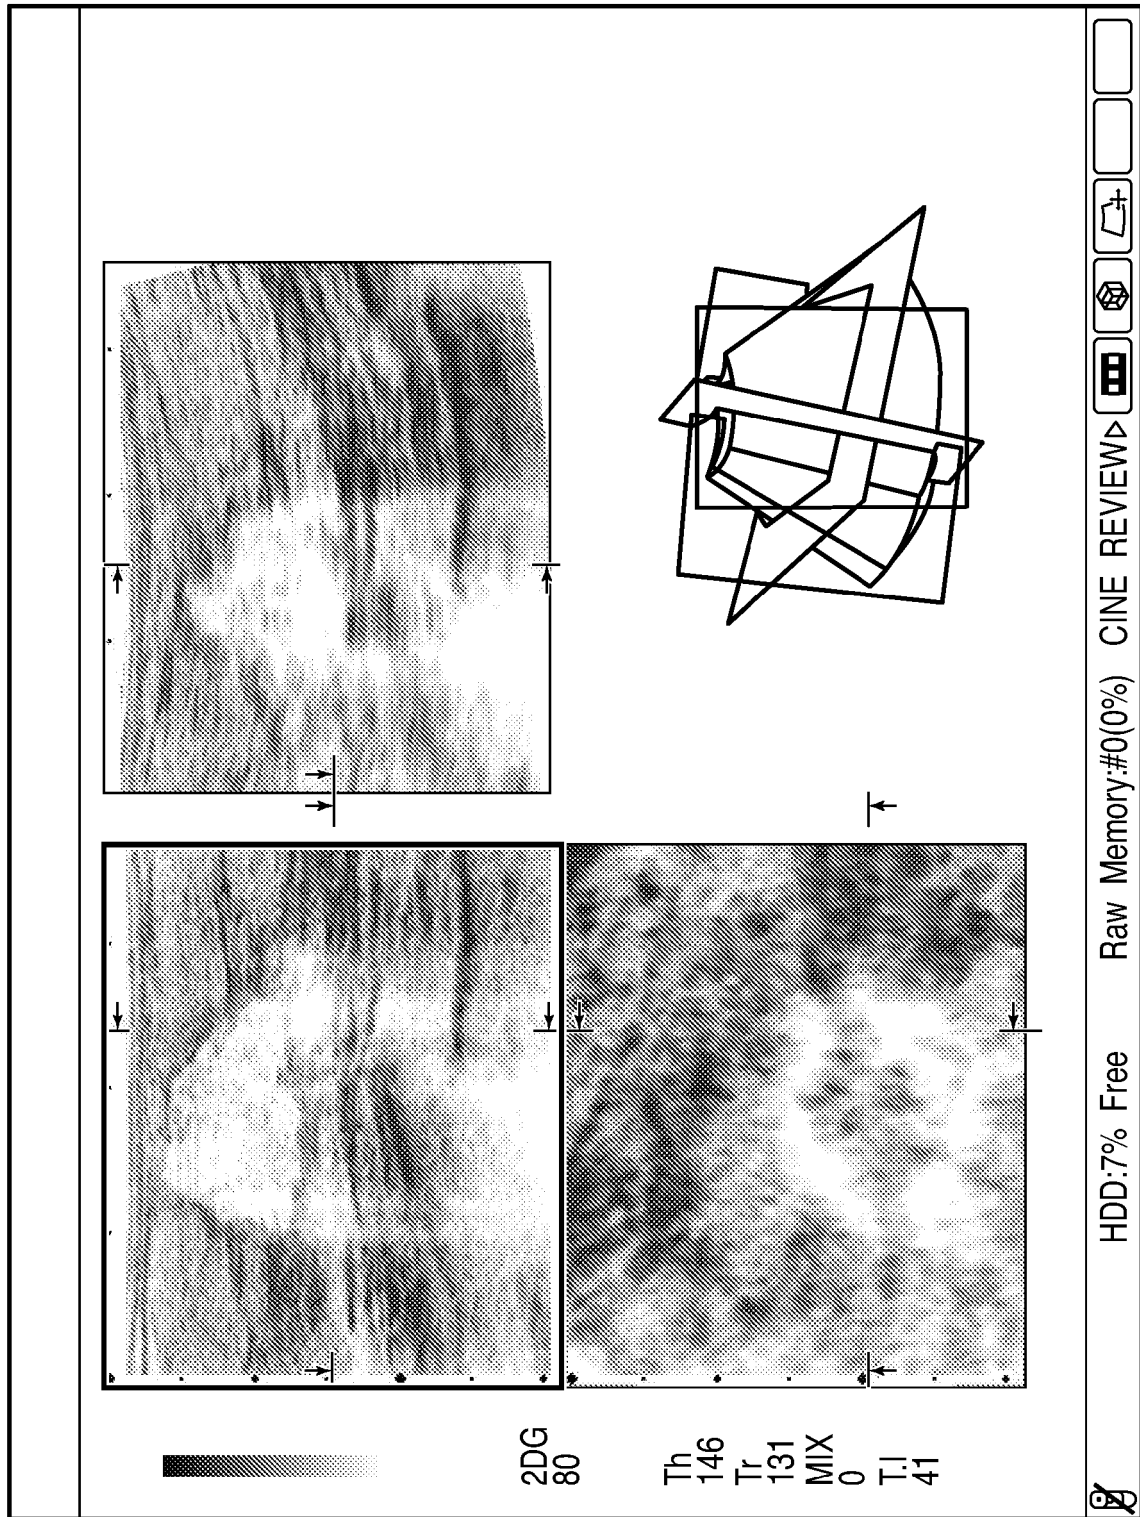 2DG
80
Th
146
Tr
131
MIX
0
T.I
41
HDD:7% Free Raw Memory:#0(0%) CINE REVIEW▷